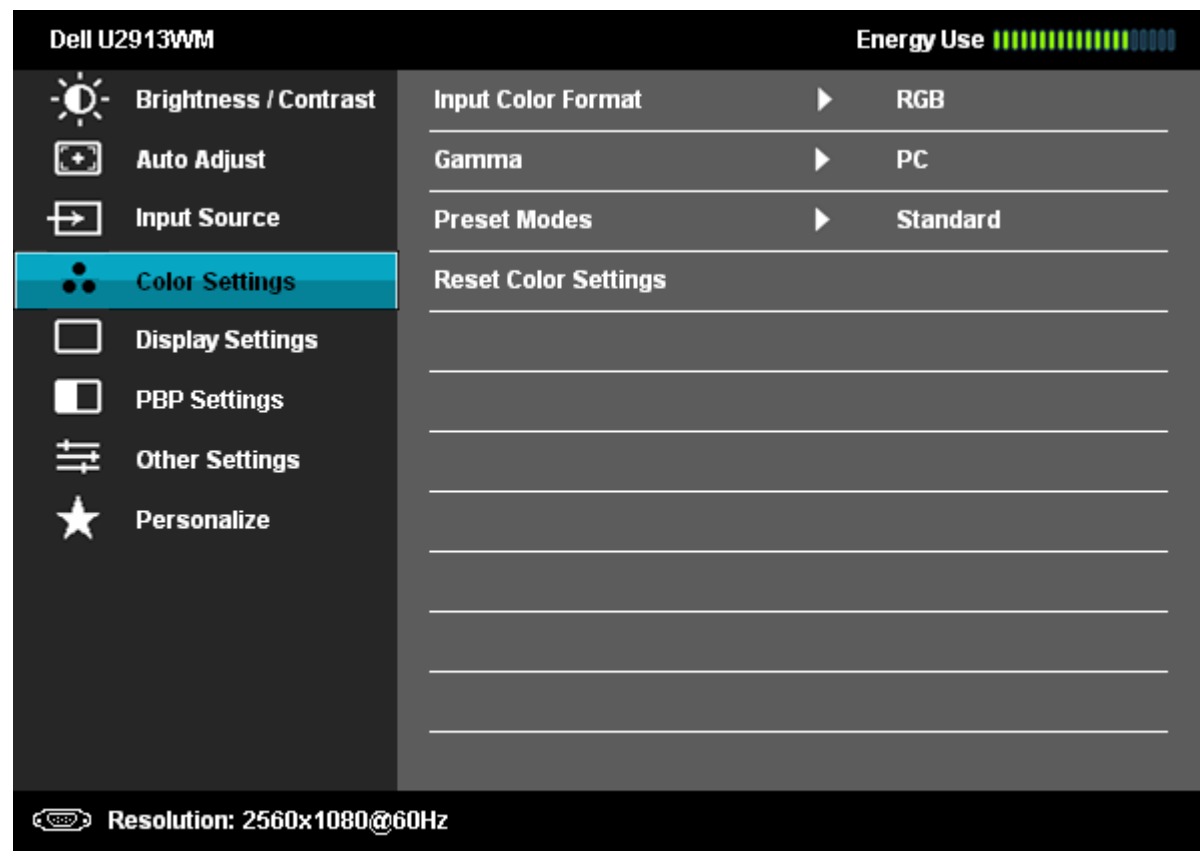 Dell U2913WM Energy Use
Brightness / Contrast
Auto Adjust
Input Source
Color Settings
Display Settings
PBP Settings
Other Settings
Personalize
Input Color Format RGB
Gamma PC
Preset Modes Standard
Reset Color Settings
Resolution: 2560x1080@60Hz